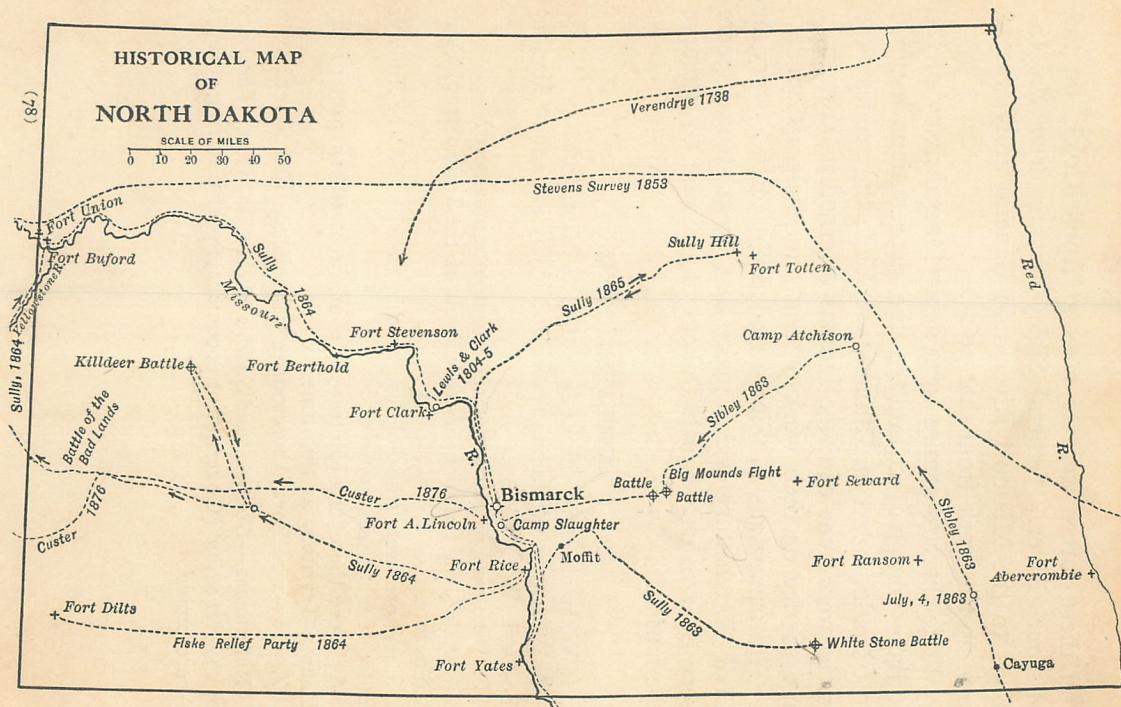 HISTORICAL MAP
OF
NORTH DAKOTA
SCALE OF MILES
0 10 20 30 40 50
(84)
Verendrye 1738
Stevens Survey 1853
Fort Union
Fort Buford
Yellowstone R.
Sully, 1864
Sully 1864
Missouri
R.
Sully Hill
Fort Totten
Sully 1865
Red
R.
Fort Stevenson
Fort Berthold
Lewis & Clark
1804-5
Camp Atchison
Killdeer Battle
Fort Clark
Sibley 1863
Battle of the
Bad Lands
Big Mounds Fight
Battle
Battle
Fort Seward
Custer 1876
Bismarck
Custer 1876
Fort A. Lincoln
Camp Slaughter
Sibley 1863
Moffit
Fort Rice
Sully 1864
Fort Ransom
Fort
Abercrombie
July, 4, 1863
Fort Dilts
Sully 1863
Fiske Relief Party 1864
White Stone Battle
Fort Yates
Cayuga